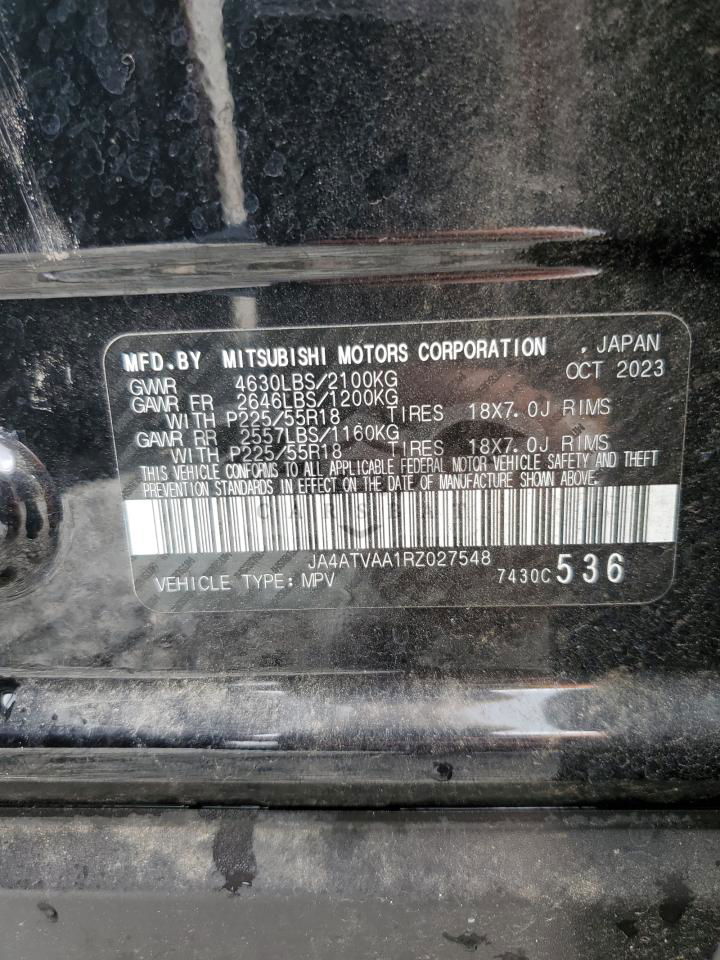 MFD.BY MITSUBISHI MOTORS CORPORATION , JAPAN
GVWR 4630LBS/2100KG OCT 2023
GAWR FR 2646LBS/1200KG
WITH P225/55R18 TIRES 18X7.0J RIMS
GAWR RR 2557LBS/1160KG
WITH P225/55R18 TIRES 18X7.0J RIMS
THIS VEHICLE CONFORMS TO ALL APPLICABLE FEDERAL MOTOR VEHICLE SAFETY AND THEFT
PREVENTION STANDARDS IN EFFECT ON THE DATE OF MANUFACTURE SHOWN ABOVE.
JA4ATVAA1RZ027548
VEHICLE TYPE: MPV 7430C 536